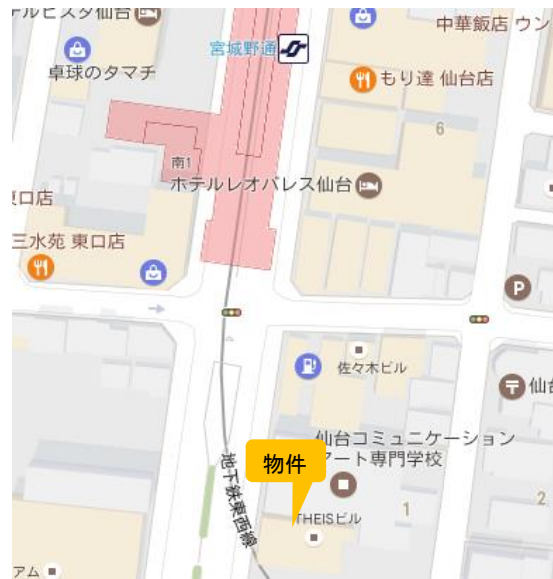 テルビスタ仙台
中華飯店 ウン
宮城野通
卓球のタマチ
もり達 仙台店
6
南1
ホテルレオパレス仙台
東口店
三水苑 東口店
P
佐々木ビル
仙台
仙台コミュニケーション
アート専門学校
物件
地下鉄東西線
THEISビル
1
2
アム